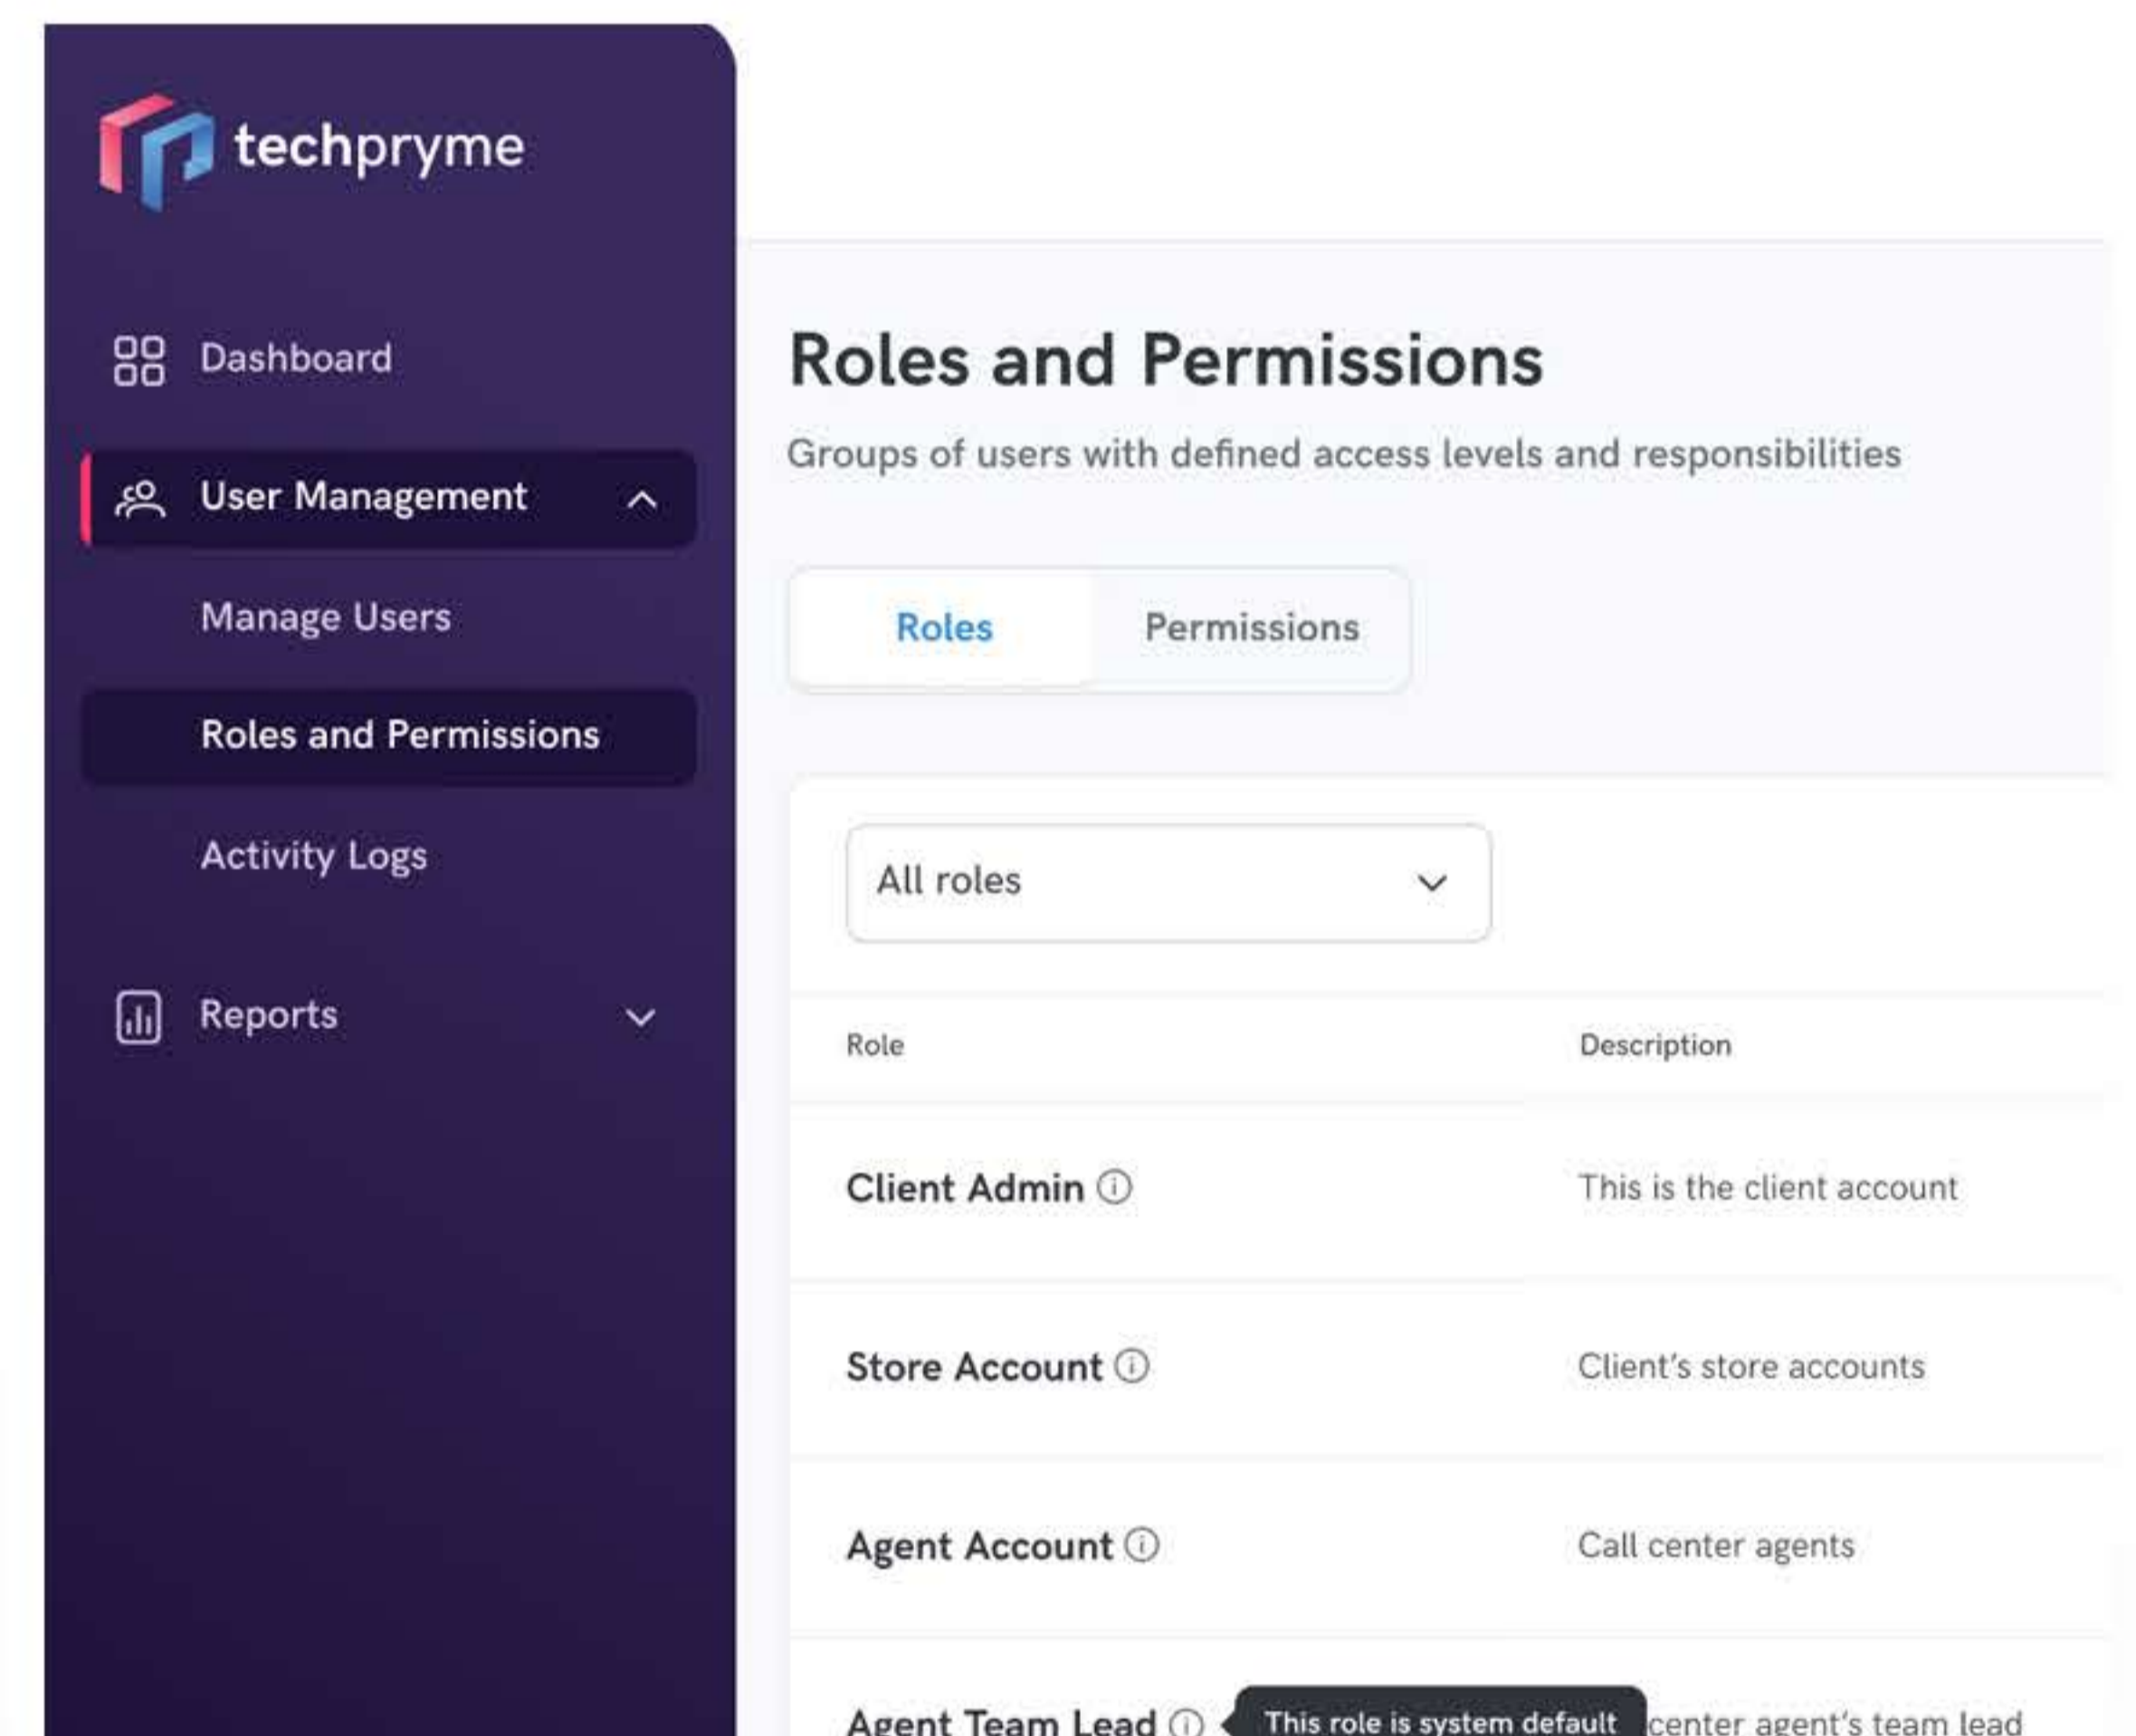 techpryme
Dashboard
User Management
Manage Users
Roles and Permissions
Activity Logs
Reports
Roles and Permissions
Groups of users with defined access levels and responsibilities
Roles Permissions
All roles
Role Description
Client Admin This is the client account
Store Account Client's store accounts
Agent Account Call center agents
Agent Team Lead This role is system default center agent's team lead